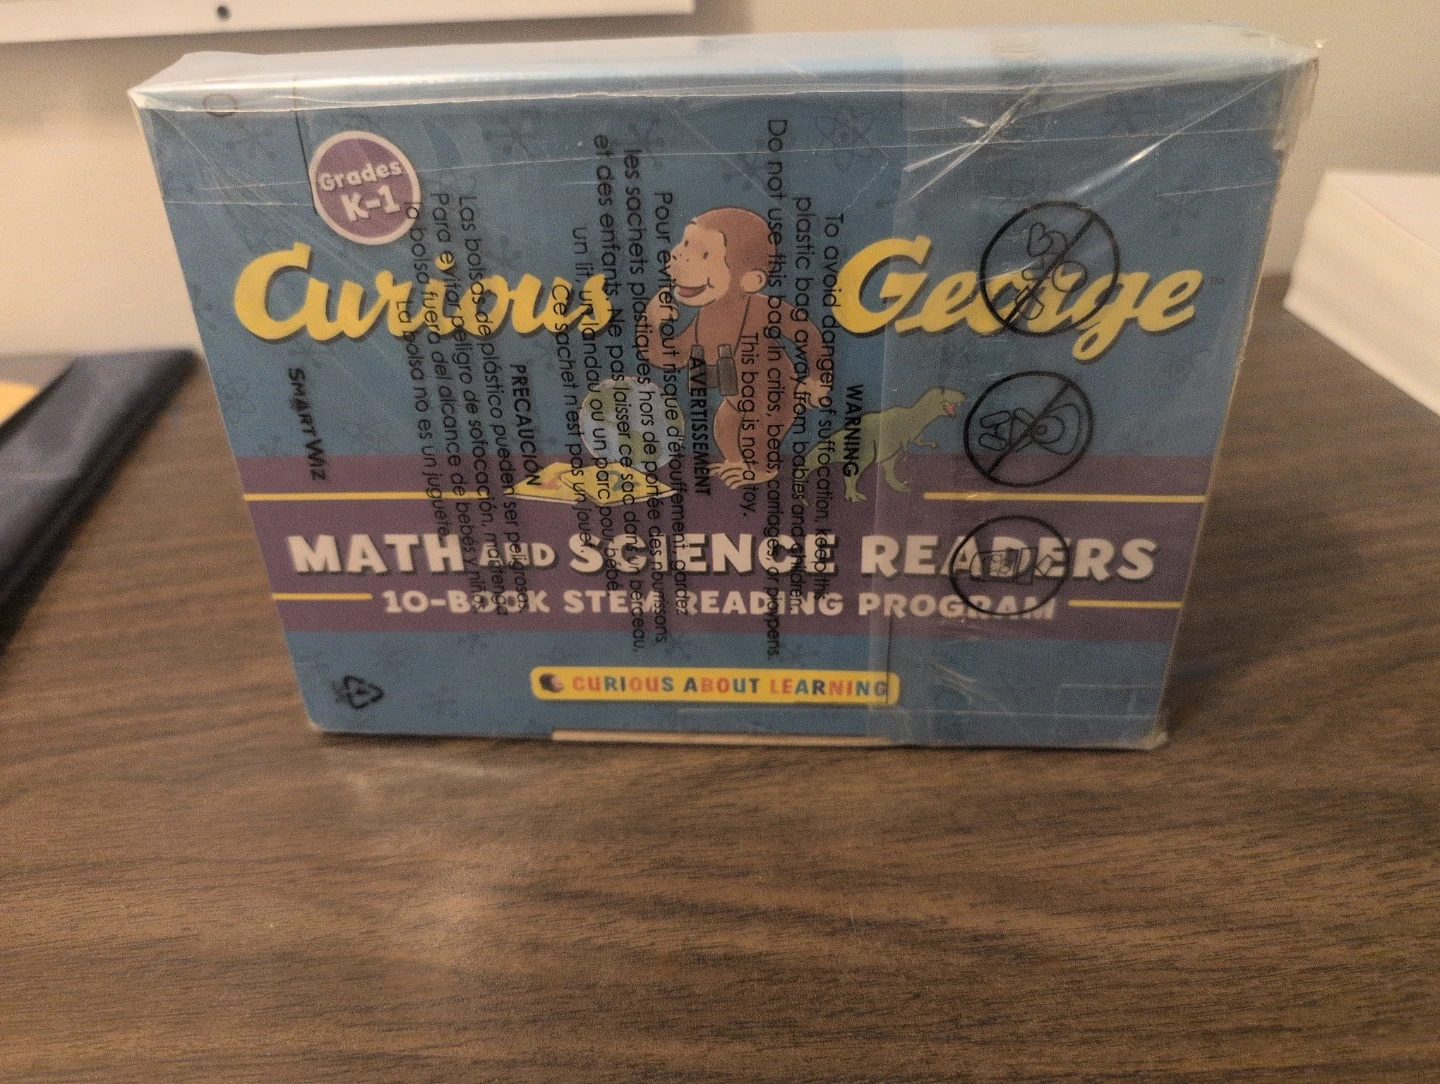 Grades
K-1
Curious George™
MATH AND SCIENCE READERS
10-BOOK STEM READING PROGRAM
CURIOUS ABOUT LEARNING
SMARTWIZ
WARNING
To avoid danger of suffocation, keep this
plastic bag away from babies and children.
Do not use this bag in cribs, beds, carriages, or playpens.
This bag is not a toy.
AVERTISSEMENT
Pour éviter tout risque d'étouffement, gardez
les sachets plastiques hors de portée des nourrissons
et des enfants. Ne pas laisser ce sac dans un berceau,
un lit, un landau ou un parc pour bébé.
Ce sachet n'est pas un jouet.
PRECAUCIÓN
Las bolsas de plástico pueden ser peligrosas.
Para evitar peligro de sofocación, mantenga
la bolsa fuera del alcance de bebés y niños.
La bolsa no es un juguete.